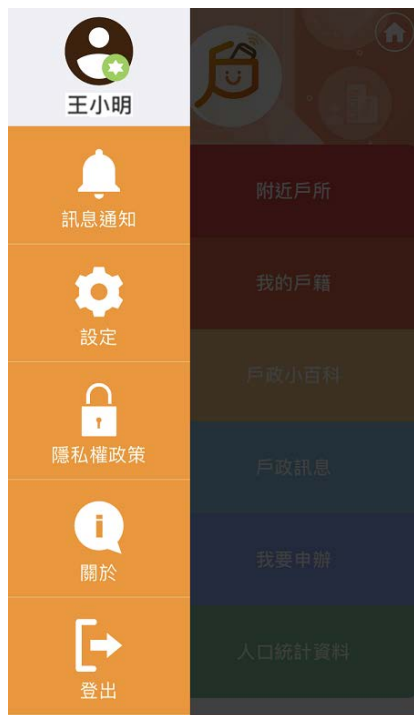 王小明
訊息通知
設定
隱私權政策
關於
登出
附近戶所
我的戶籍
戶政小百科
戶政訊息
我要申辦
人口統計資料